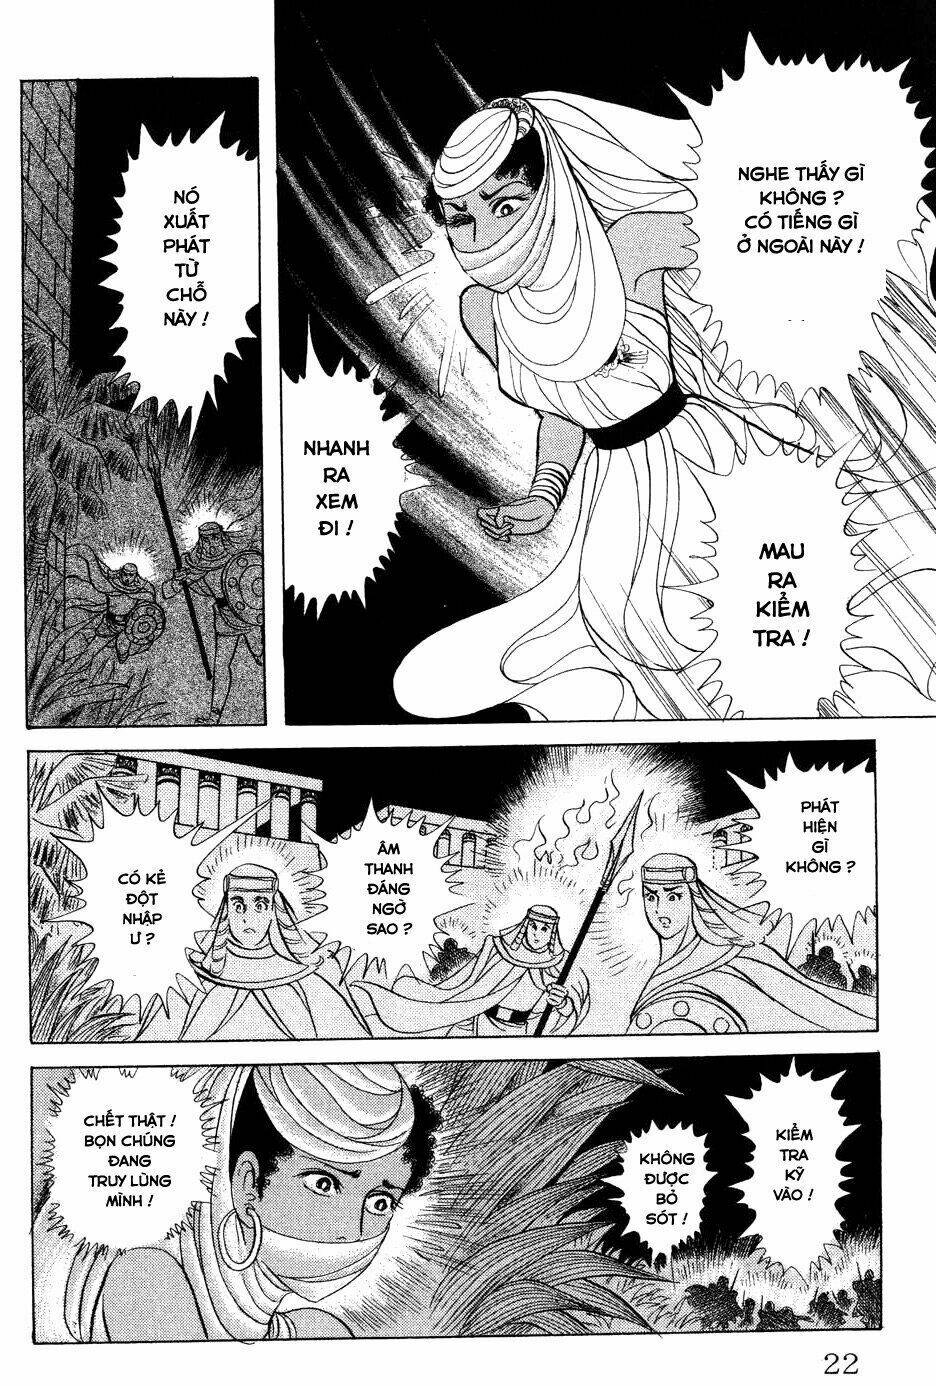 NGHE THẤY GÌ
KHÔNG ?
CÓ TIẾNG GÌ
Ở NGOÀI NÀY !
MAU
RA
KIỂM
TRA !
NHANH
RA
XEM
ĐI !
NÓ
XUẤT
PHÁT
TỪ
CHỖ
NÀY !
PHÁT
HIỆN
GÌ
KHÔNG ?
ÂM
THANH
ĐÁNG
NGỜ
SAO ?
CÓ KẺ
ĐỘT
NHẬP
Ư ?
KIỂM
TRA
KỸ
VÀO !
KHÔNG
ĐƯỢC
BỎ
SÓT !
CHẾT THẬT !
BỌN CHÚNG
ĐANG
TRUY LÙNG
MÌNH !
22